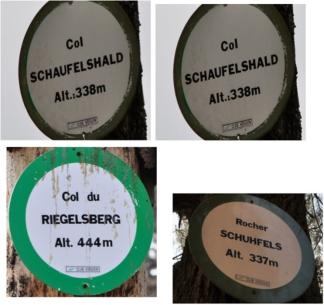 Col
SCHAUFELSHALD
Alt.:338m
Col
SCHAUFELSHALD
Alt.:338m
Col du
RIEGELSBERG
Alt. 444m
Rocher
SCHUHFELS
Alt. 337m